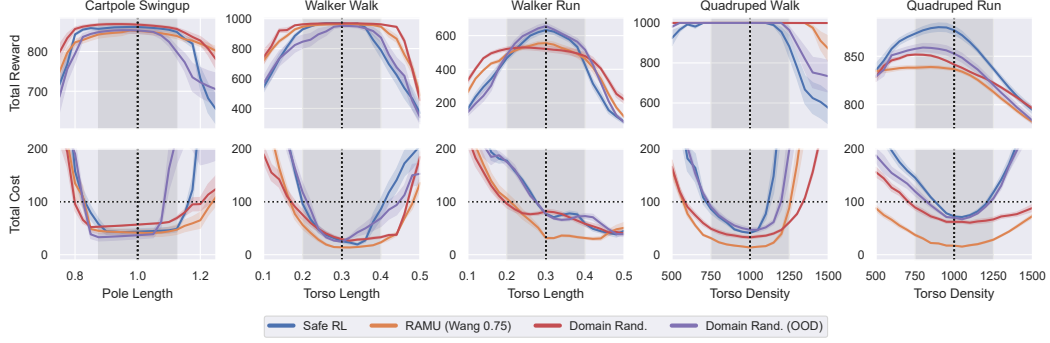 Cartpole Swingup
Walker Walk
Walker Run
Quadruped Walk
Quadruped Run
Total Reward
800
700
1000
800
600
400
600
400
200
1000
800
600
850
800
Total Cost
200
100
0
200
100
0
200
100
0
200
100
0
200
100
0
0.8 1.0 1.2
0.1 0.2 0.3 0.4 0.5
0.1 0.2 0.3 0.4 0.5
500 750 1000 1250 1500
500 750 1000 1250 1500
Pole Length
Torso Length
Torso Length
Torso Density
Torso Density
Safe RL
RAMU (Wang 0.75)
Domain Rand.
Domain Rand. (OOD)